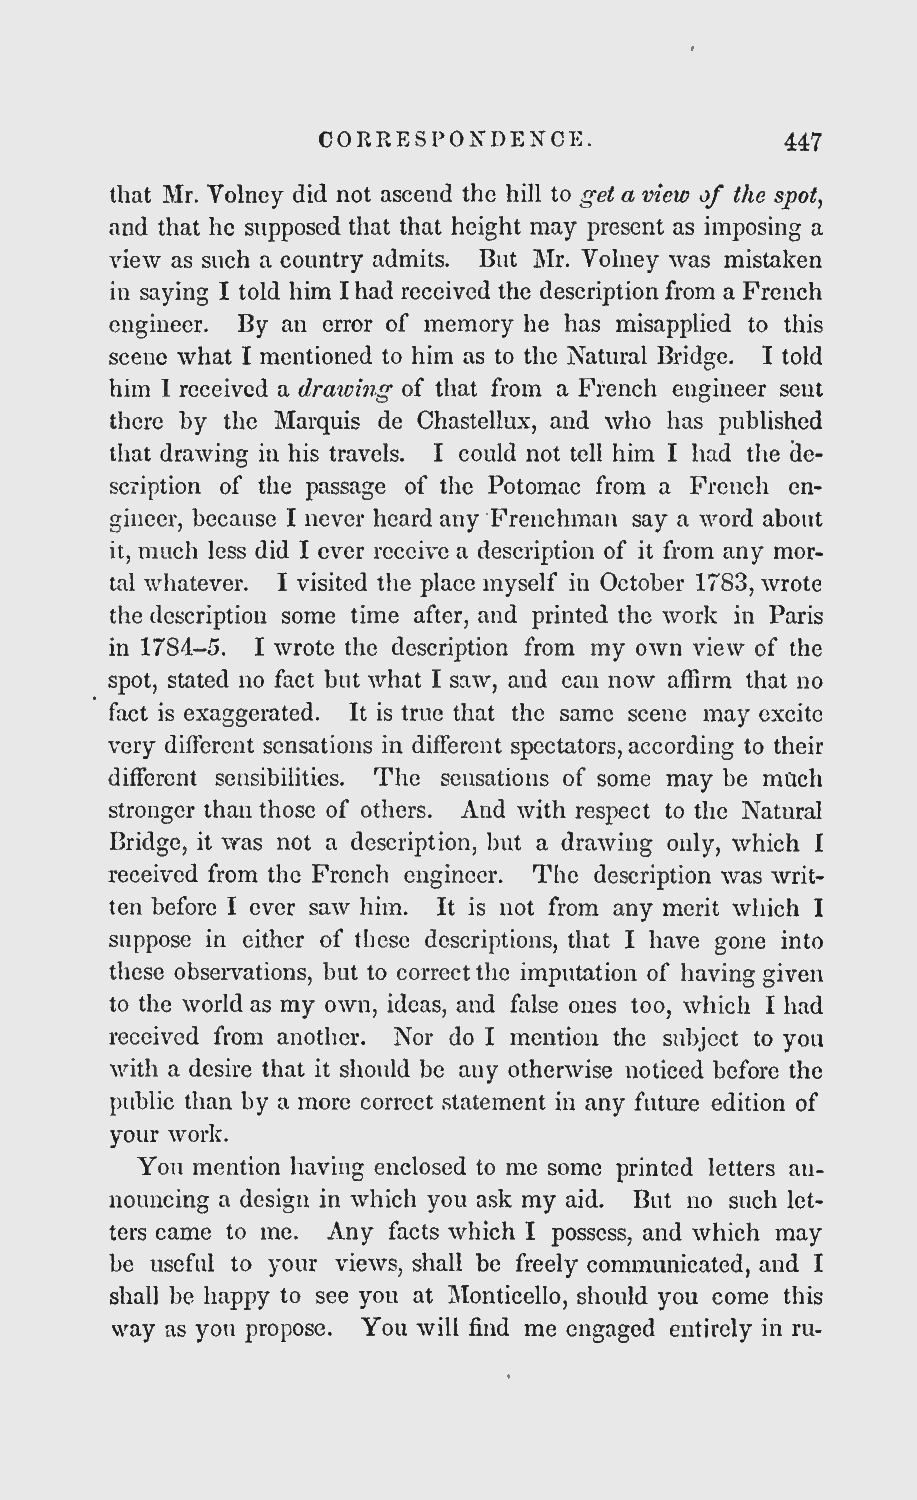 CORRESPONDENCE. 447
that Mr. Volney did not ascend the hill to get a view of the spot,
and that he supposed that that height may present as imposing a
view as such a country admits. But Mr. Volney was mistaken
in saying I told him I had received the description from a French
engineer. By an error of memory he has misapplied to this
scene what I mentioned to him as to the Natural Bridge. I told
him I received a drawing of that from a French engineer sent
there by the Marquis de Chastellux, and who has published
that drawing in his travels. I could not tell him I had the de-
scription of the passage of the Potomac from a French en-
gineer, because I never heard any Frenchman say a word about
it, much less did I ever receive a description of it from any mor-
tal whatever. I visited the place myself in October 1783, wrote
the description some time after, and printed the work in Paris
in 1784–5. I wrote the description from my own view of the
spot, stated no fact but what I saw, and can now affirm that no
fact is exaggerated. It is true that the same scene may excite
very different sensations in different spectators, according to their
different sensibilities. The sensations of some may be much
stronger than those of others. And with respect to the Natural
Bridge, it was not a description, but a drawing only, which I
received from the French engineer. The description was writ-
ten before I ever saw him. It is not from any merit which I
suppose in either of these descriptions, that I have gone into
these observations, but to correct the imputation of having given
to the world as my own, ideas, and false ones too, which I had
received from another. Nor do I mention the subject to you
with a desire that it should be any otherwise noticed before the
public than by a more correct statement in any future edition of
your work.
You mention having enclosed to me some printed letters an-
nouncing a design in which you ask my aid. But no such let-
ters came to me. Any facts which I possess, and which may
be useful to your views, shall be freely communicated, and I
shall be happy to see you at Monticello, should you come this
way as you propose. You will find me engaged entirely in ru-